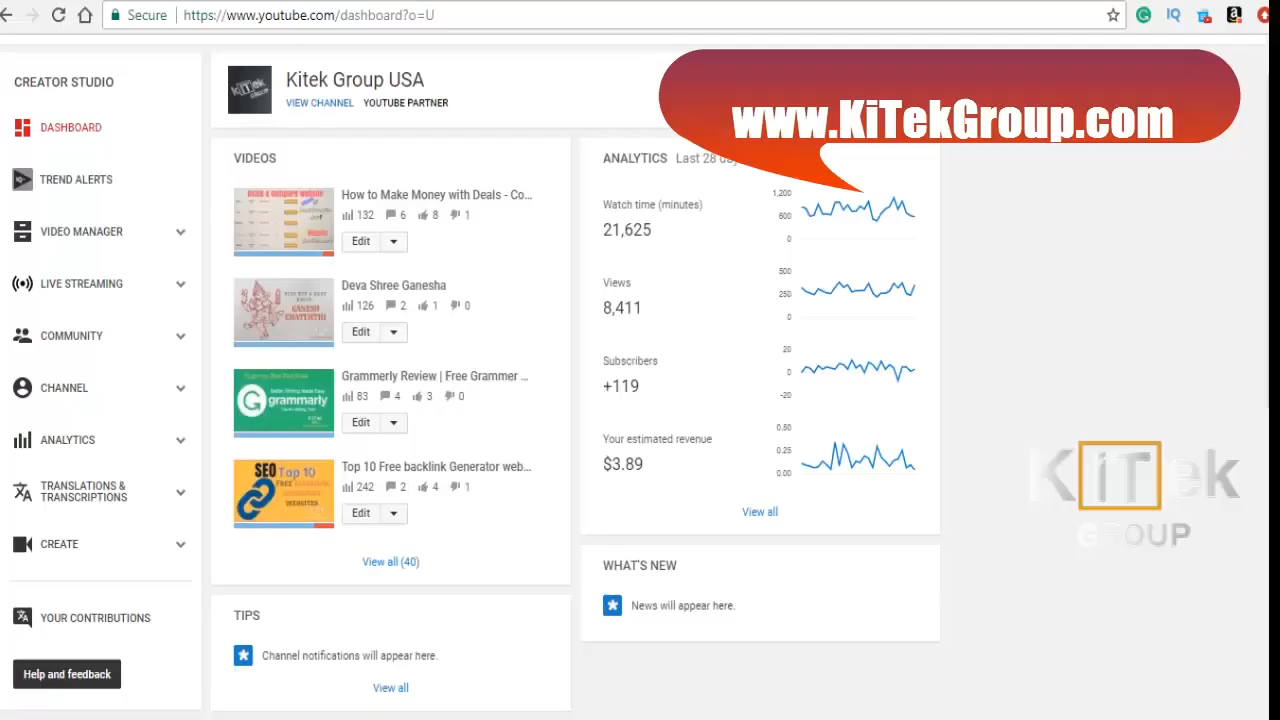 Secure
https://www.youtube.com/dashboard?o=U
IQ
a
CREATOR STUDIO
DASHBOARD
TREND ALERTS
VIDEO MANAGER
LIVE STREAMING
COMMUNITY
CHANNEL
ANALYTICS
TRANSLATIONS &
TRANSCRIPTIONS
CREATE
YOUR CONTRIBUTIONS
Help and feedback
KiTek
Kitek Group USA
VIEW CHANNEL YOUTUBE PARTNER
www.KiTekGroup.com
VIDEOS
How to Make Money with Deals - Co...
132 6 8 1
Edit
Deva Shree Ganesha
GANESH
CHATURTHI
126 2 1 0
Edit
Grammerly Review | Free Grammer ...
grammarly
83 4 3 0
Edit
Top 10 Free backlink Generator web...
SEO Top 10
WEBSITES
242 2 4 1
Edit
View all (40)
TIPS
Channel notifications will appear here.
View all
ANALYTICS Last 28
Watch time (minutes)
21,625
1,200
600
0
Views
8,411
500
250
0
Subscribers
+119
20
0
-20
Your estimated revenue
$3.89
0.50
0.25
0.00
View all
WHAT'S NEW
News will appear here.
KiTek
GROUP